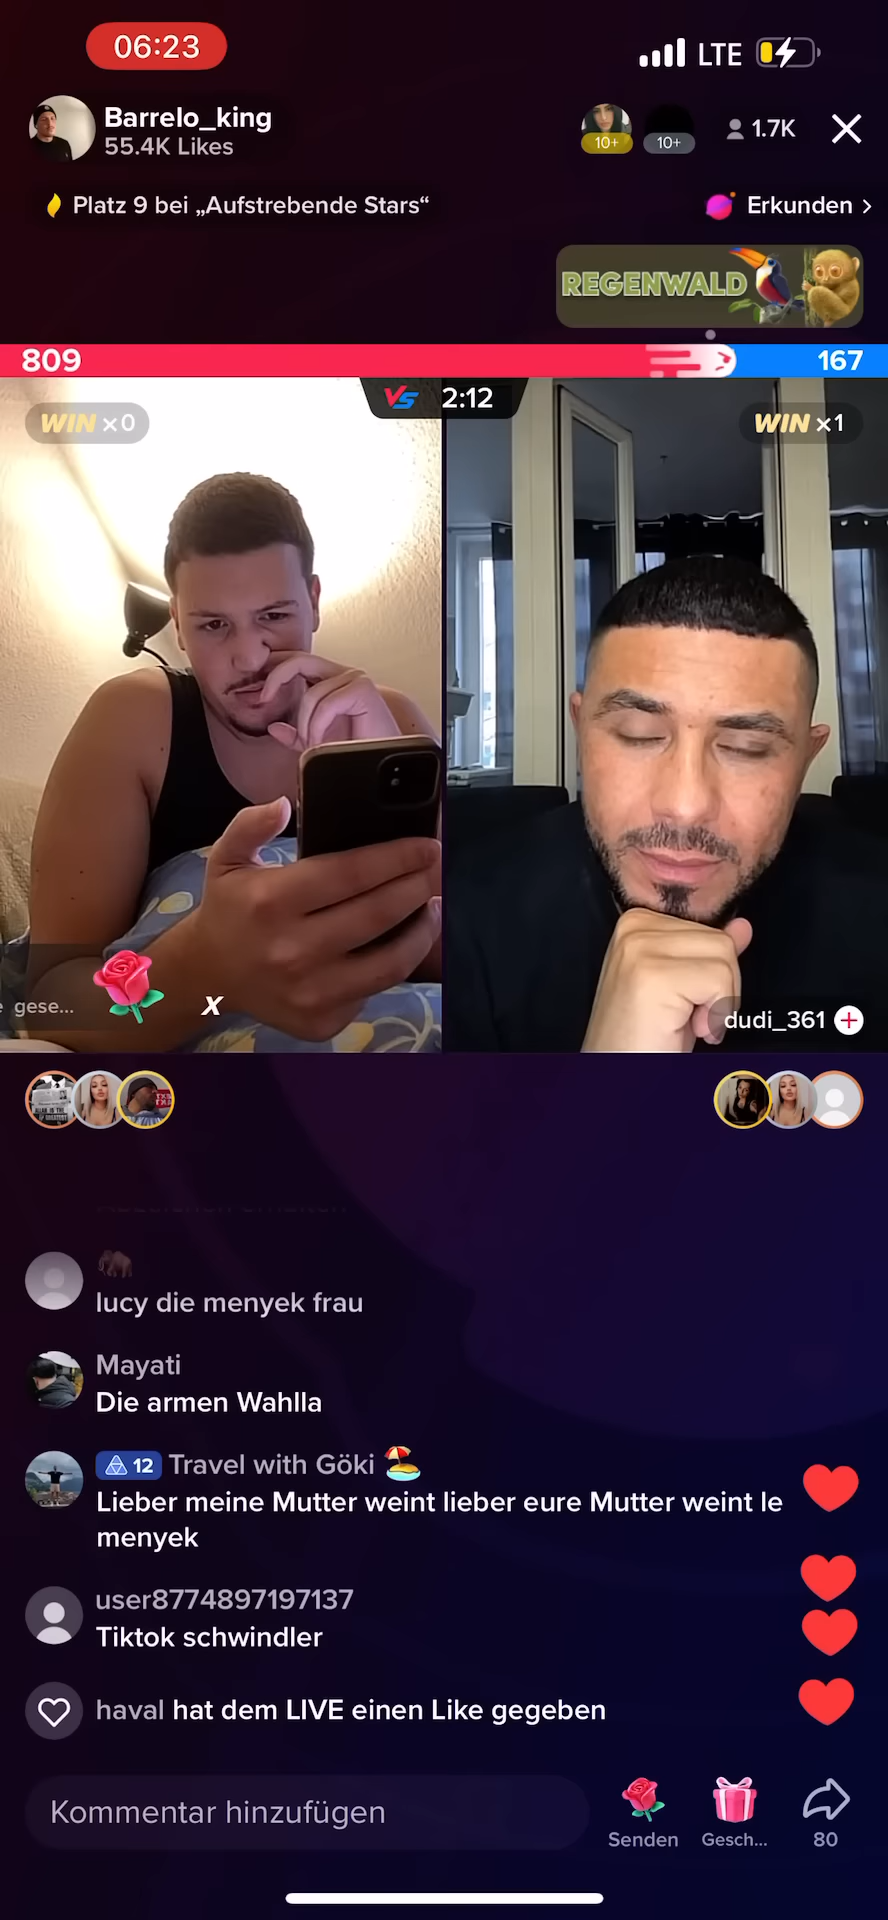 06:23
LTE
Barrelo_king
55.4K Likes
10+
10+
1.7K
Platz 9 bei „Aufstrebende Stars“
Erkunden >
REGENWALD
809
167
WIN x0
VS 2:12
WIN x1
gese...
x
dudi_361
lucy die menyek frau
Mayati
Die armen Wahlla
12 Travel with Göki 🏖️
Lieber meine Mutter weint lieber eure Mutter weint le
menyek
user8774897197137
Tiktok schwindler
haval hat dem LIVE einen Like gegeben
Kommentar hinzufügen
Senden
Gesch...
80